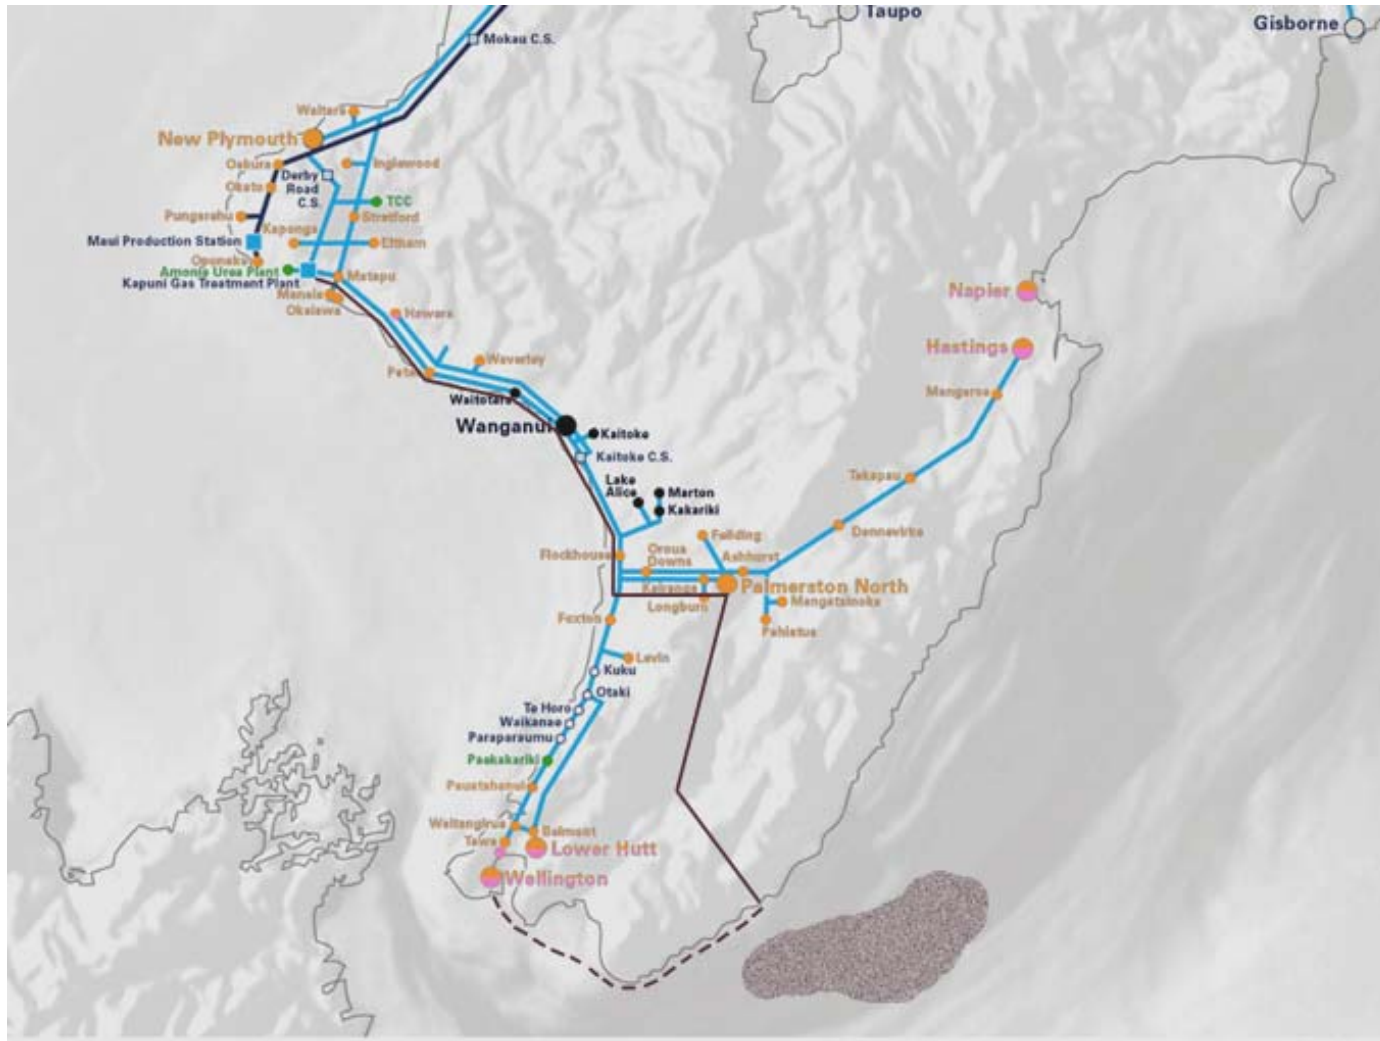 Taupo
Gisborne
Mokau C.S.
Waitara
New Plymouth
Oakura
Inglewood
Derby
Road
C.S.
Okato
TCC
Pungarehu
Stratford
Kaponga
Maui Production Station
Eltham
Opunake
Amonia Urea Plant
Matapu
Kapuni Gas Treatment Plant
Manaia
Okaiawa
Hawera
Napier
Hastings
Waverley
Patea
Mangaroa
Waitotara
Wanganui
Kaitoke
Kaitoke C.S.
Takapau
Lake
Alice
Marton
Kakariki
Dannevirke
Feilding
Flockhouse
Oroua
Downs
Ashhurst
Kairanga
Palmerston North
Longburn
Mangatainoka
Foxton
Pahiatua
Levin
Kuku
Otaki
Te Horo
Waikanae
Paraparaumu
Paekakariki
Pauatahanui
Waitangirua
Belmont
Tawa
Lower Hutt
Wellington